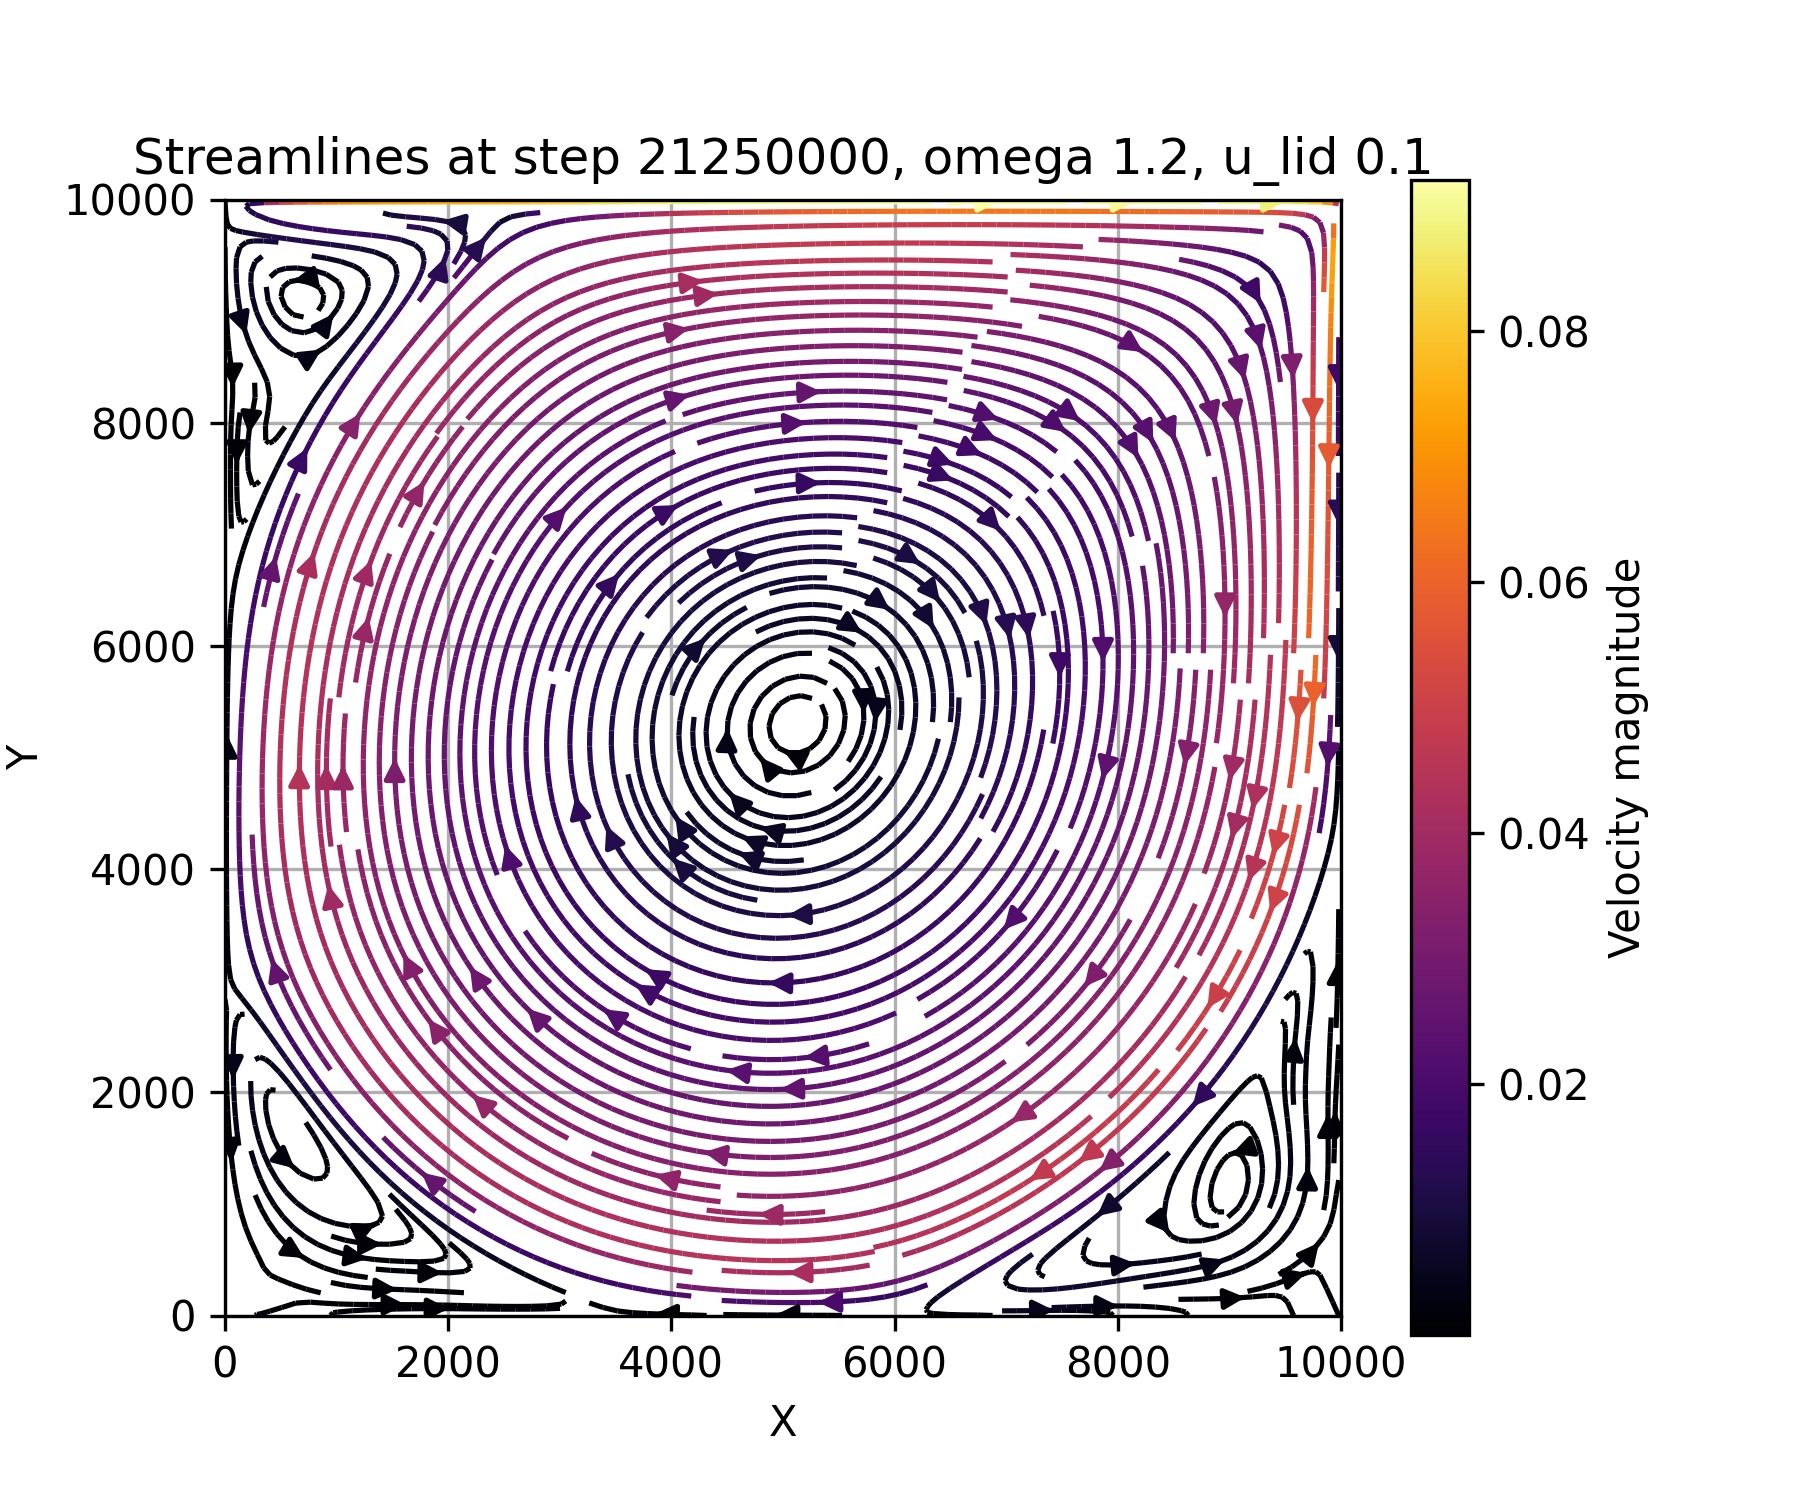 Streamlines at step 21250000, omega 1.2, u_lid 0.1
10000
8000
6000
4000
2000
0
Y
0 2000 4000 6000 8000 10000
X
0.08
0.06
0.04
0.02
Velocity magnitude